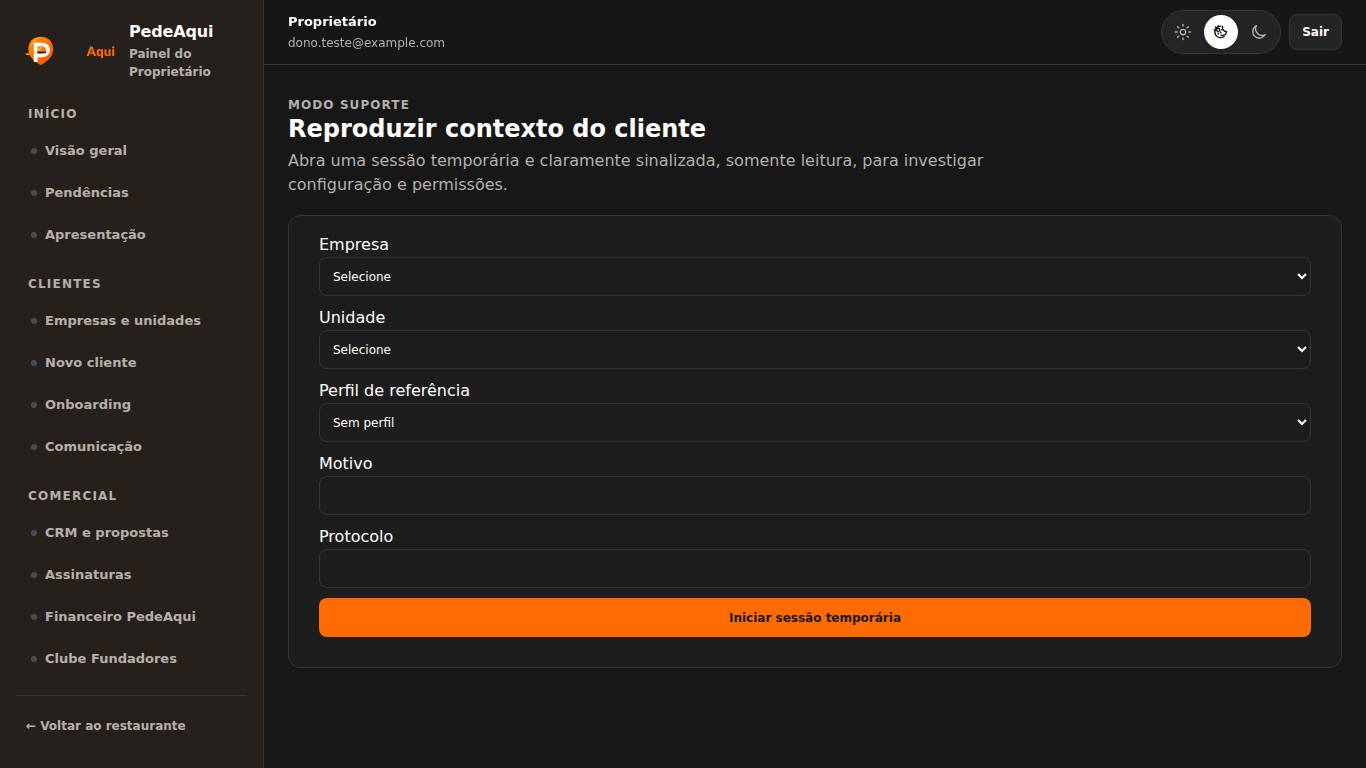 Aqui
PedeAqui
Painel do
Proprietário
INÍCIO
Visão geral
Pendências
Apresentação
CLIENTES
Empresas e unidades
Novo cliente
Onboarding
Comunicação
COMERCIAL
CRM e propostas
Assinaturas
Financeiro PedeAqui
Clube Fundadores
← Voltar ao restaurante
Proprietário
dono.teste@example.com
Sair
MODO SUPORTE
Reproduzir contexto do cliente
Abra uma sessão temporária e claramente sinalizada, somente leitura, para investigar
configuração e permissões.
Empresa
Selecione
Unidade
Selecione
Perfil de referência
Sem perfil
Motivo
Protocolo
Iniciar sessão temporária